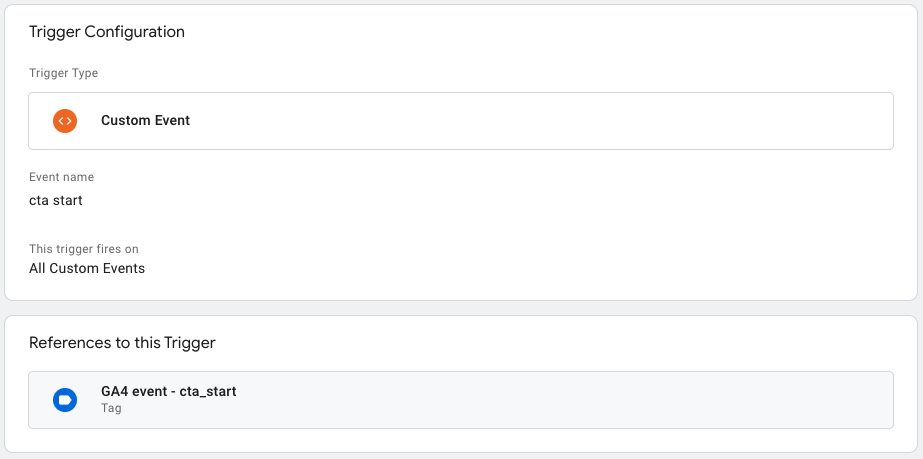 Trigger Configuration
Trigger Type
Custom Event
Event name
cta start
This trigger fires on
All Custom Events
References to this Trigger
GA4 event - cta_start
Tag